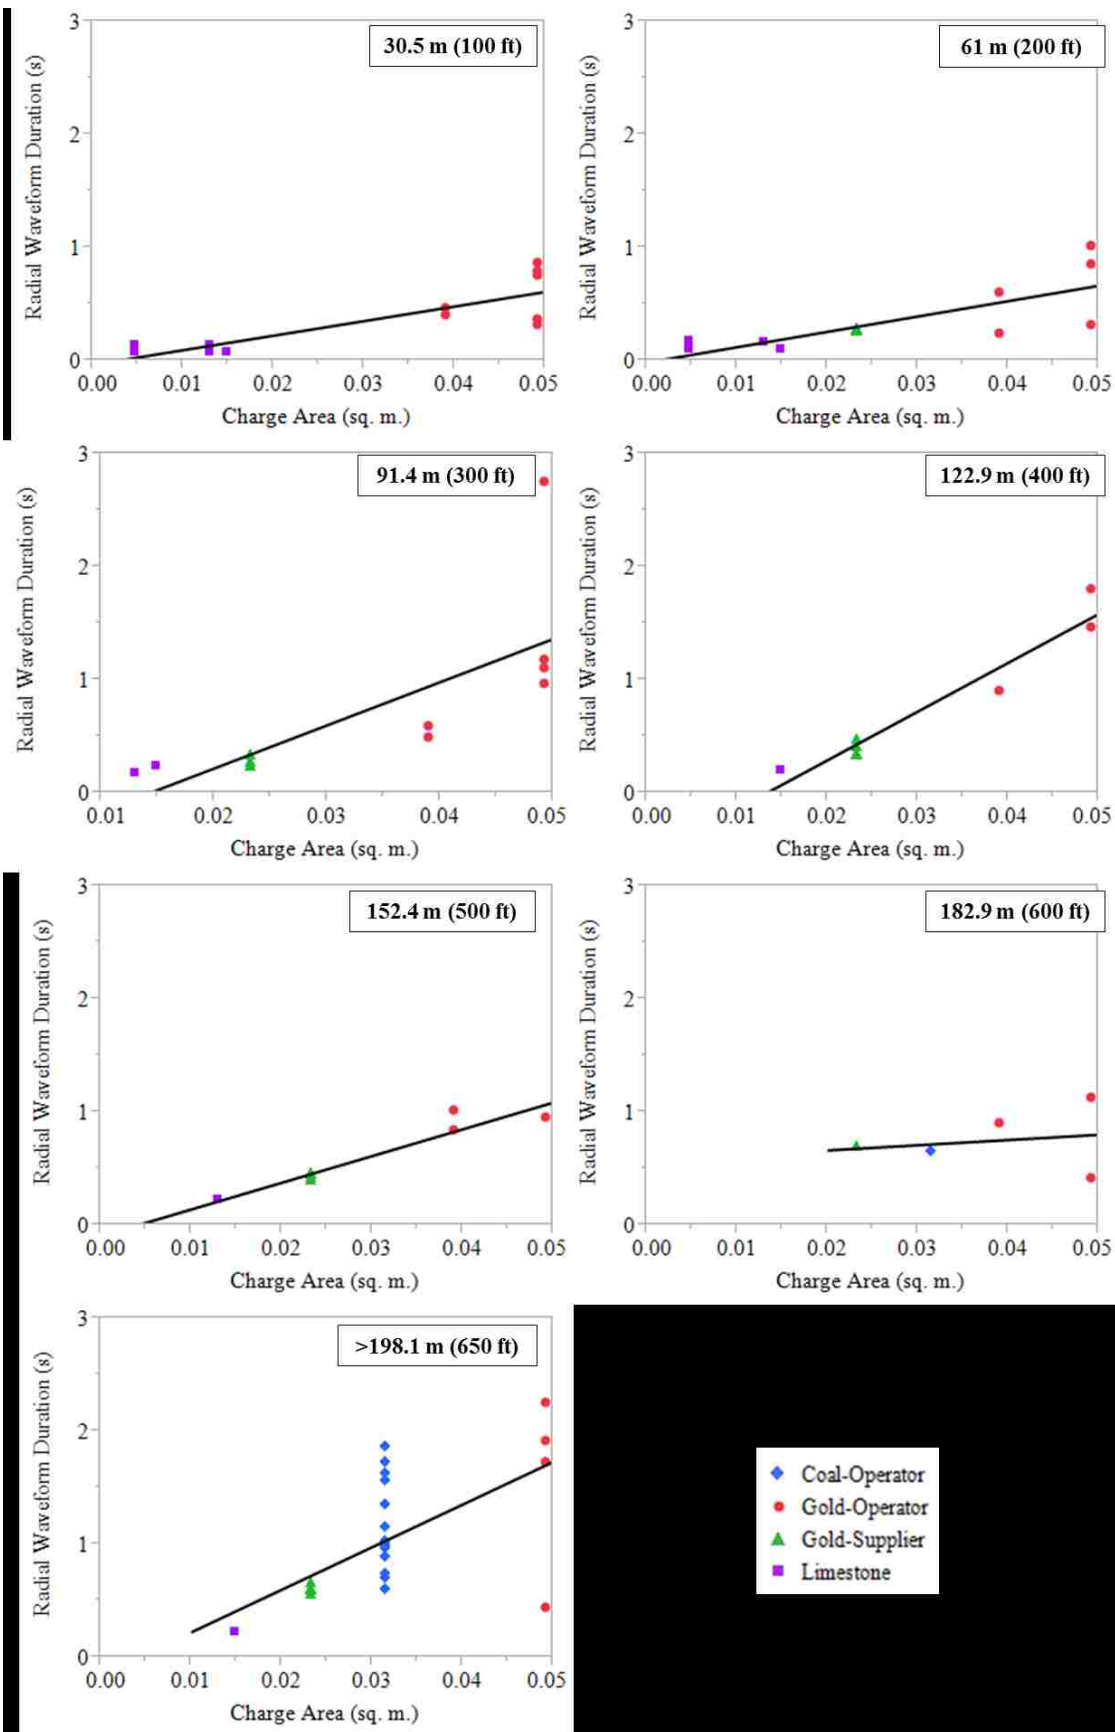 30.5 m (100 ft)
Radial Waveform Duration (s)
3
2
1
0
0.00 0.01 0.02 0.03 0.04 0.05
Charge Area (sq. m.)
61 m (200 ft)
Radial Waveform Duration (s)
3
2
1
0
0.00 0.01 0.02 0.03 0.04 0.05
Charge Area (sq. m.)
91.4 m (300 ft)
Radial Waveform Duration (s)
3
2
1
0
0.01 0.02 0.03 0.04 0.05
Charge Area (sq. m.)
122.9 m (400 ft)
Radial Waveform Duration (s)
3
2
1
0
0.00 0.01 0.02 0.03 0.04 0.05
Charge Area (sq. m.)
152.4 m (500 ft)
Radial Waveform Duration (s)
3
2
1
0
0.00 0.01 0.02 0.03 0.04 0.05
Charge Area (sq. m.)
182.9 m (600 ft)
Radial Waveform Duration (s)
3
2
1
0
0.00 0.01 0.02 0.03 0.04 0.05
Charge Area (sq. m.)
>198.1 m (650 ft)
Radial Waveform Duration (s)
3
2
1
0
0.00 0.01 0.02 0.03 0.04 0.05
Charge Area (sq. m.)
Coal-Operator
Gold-Operator
Gold-Supplier
Limestone